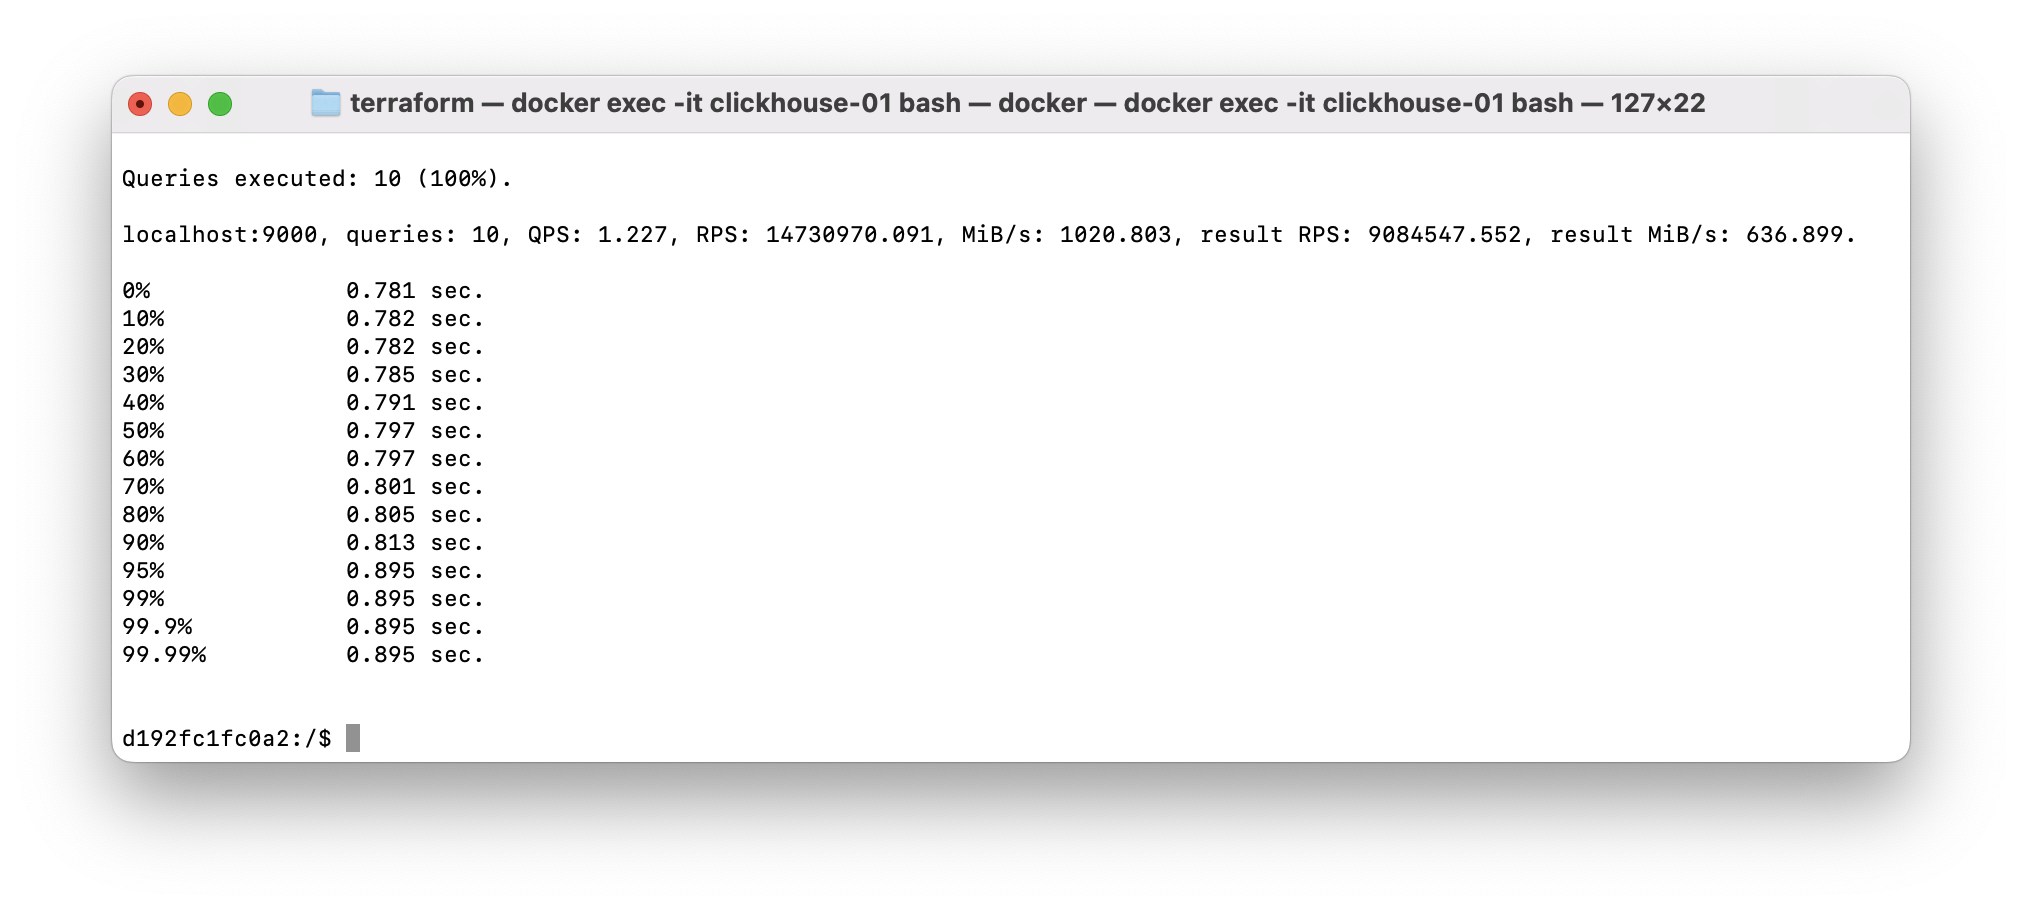 terraform — docker exec -it clickhouse-01 bash — docker — docker exec -it clickhouse-01 bash — 127×22
Queries executed: 10 (100%).
localhost:9000, queries: 10, QPS: 1.227, RPS: 14730970.091, MiB/s: 1020.803, result RPS: 9084547.552, result MiB/s: 636.899.
0% 0.781 sec.
10% 0.782 sec.
20% 0.782 sec.
30% 0.785 sec.
40% 0.791 sec.
50% 0.797 sec.
60% 0.797 sec.
70% 0.801 sec.
80% 0.805 sec.
90% 0.813 sec.
95% 0.895 sec.
99% 0.895 sec.
99.9% 0.895 sec.
99.99% 0.895 sec.
d192fc1fc0a2:/$